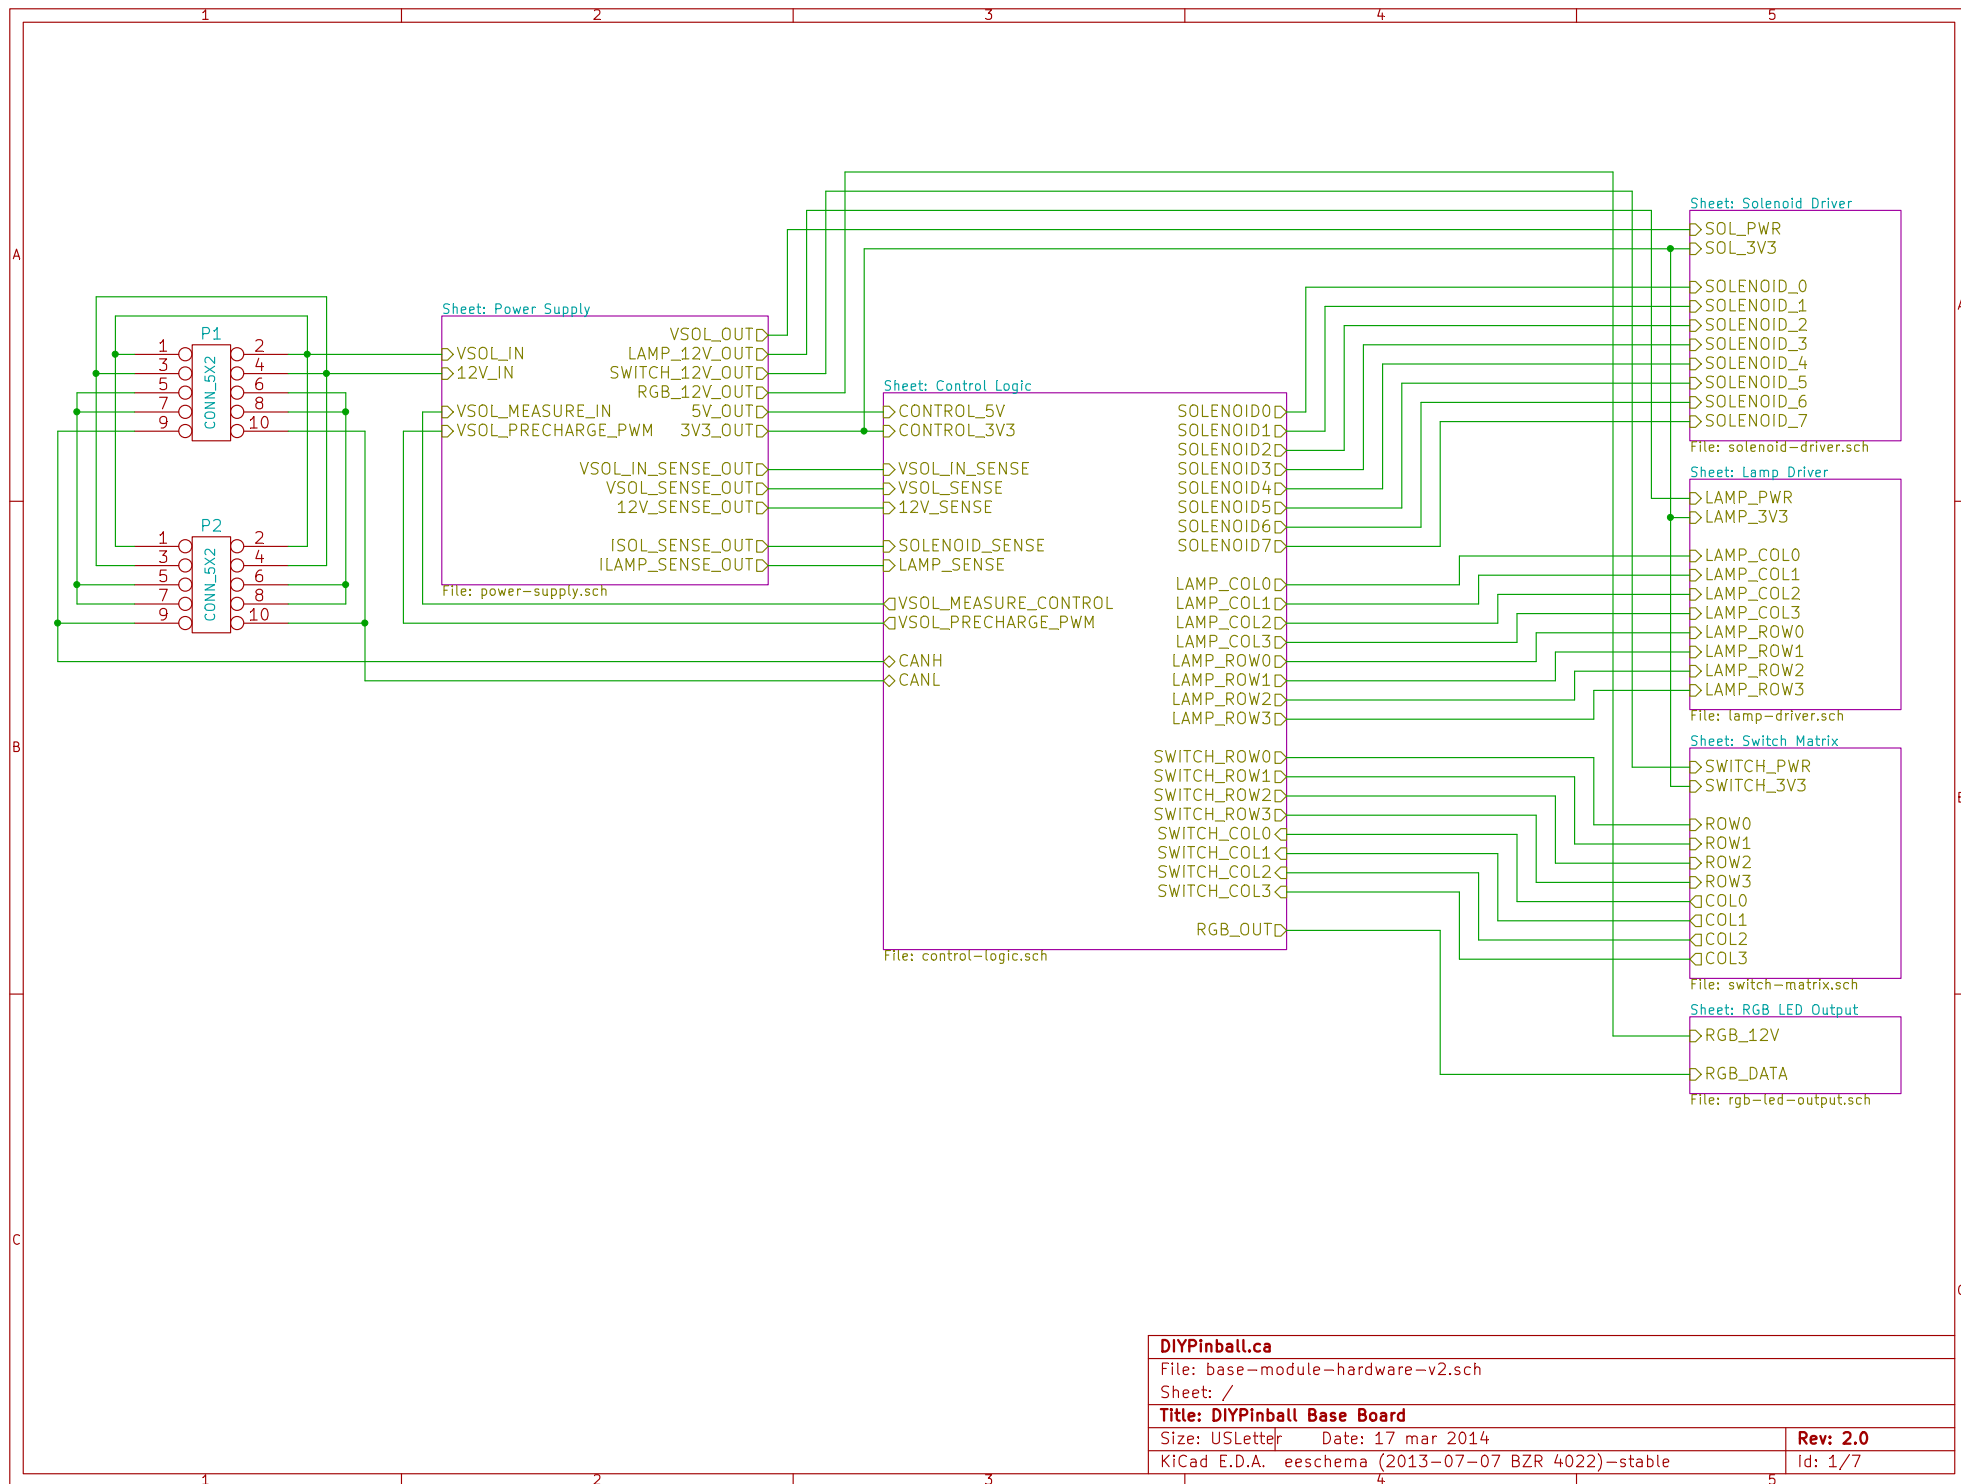 1 2 3 4 5
A
A
B
B
C
C
P1
1 2
3 4
5 6
7 8
9 10
CONN_5X2
P2
1 2
3 4
5 6
7 8
9 10
CONN_5X2
Sheet: Power Supply
VSOL_IN
12V_IN
VSOL_MEASURE_IN
VSOL_PRECHARGE_PWM
VSOL_OUT
LAMP_12V_OUT
SWITCH_12V_OUT
RGB_12V_OUT
5V_OUT
3V3_OUT
VSOL_IN_SENSE_OUT
VSOL_SENSE_OUT
12V_SENSE_OUT
ISOL_SENSE_OUT
ILAMP_SENSE_OUT
File: power-supply.sch
Sheet: Control Logic
CONTROL_5V
CONTROL_3V3
VSOL_IN_SENSE
VSOL_SENSE
12V_SENSE
SOLENOID_SENSE
LAMP_SENSE
VSOL_MEASURE_CONTROL
VSOL_PRECHARGE_PWM
CANH
CANL
SOLENOID0
SOLENOID1
SOLENOID2
SOLENOID3
SOLENOID4
SOLENOID5
SOLENOID6
SOLENOID7
LAMP_COL0
LAMP_COL1
LAMP_COL2
LAMP_COL3
LAMP_ROW0
LAMP_ROW1
LAMP_ROW2
LAMP_ROW3
SWITCH_ROW0
SWITCH_ROW1
SWITCH_ROW2
SWITCH_ROW3
SWITCH_COL0
SWITCH_COL1
SWITCH_COL2
SWITCH_COL3
RGB_OUT
File: control-logic.sch
Sheet: Solenoid Driver
SOL_PWR
SOL_3V3
SOLENOID_0
SOLENOID_1
SOLENOID_2
SOLENOID_3
SOLENOID_4
SOLENOID_5
SOLENOID_6
SOLENOID_7
File: solenoid-driver.sch
Sheet: Lamp Driver
LAMP_PWR
LAMP_3V3
LAMP_COL0
LAMP_COL1
LAMP_COL2
LAMP_COL3
LAMP_ROW0
LAMP_ROW1
LAMP_ROW2
LAMP_ROW3
File: lamp-driver.sch
Sheet: Switch Matrix
SWITCH_PWR
SWITCH_3V3
ROW0
ROW1
ROW2
ROW3
COL0
COL1
COL2
COL3
File: switch-matrix.sch
Sheet: RGB LED Output
RGB_12V
RGB_DATA
File: rgb-led-output.sch
DIYPinball.ca
File: base-module-hardware-v2.sch
Sheet: /
Title: DIYPinball Base Board
Size: USLetter Date: 17 mar 2014 Rev: 2.0
KiCad E.D.A. eeschema (2013-07-07 BZR 4022)-stable Id: 1/7
1 2 3 4 5